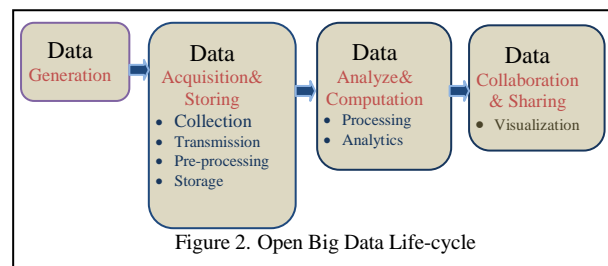 Data
Generation
Data
Acquisition&
Storing
• Collection
• Transmission
• Pre-processing
• Storage
Data
Analyze&
Computation
• Processing
• Analytics
Data
Collaboration
& Sharing
• Visualization
Figure 2. Open Big Data Life-cycle